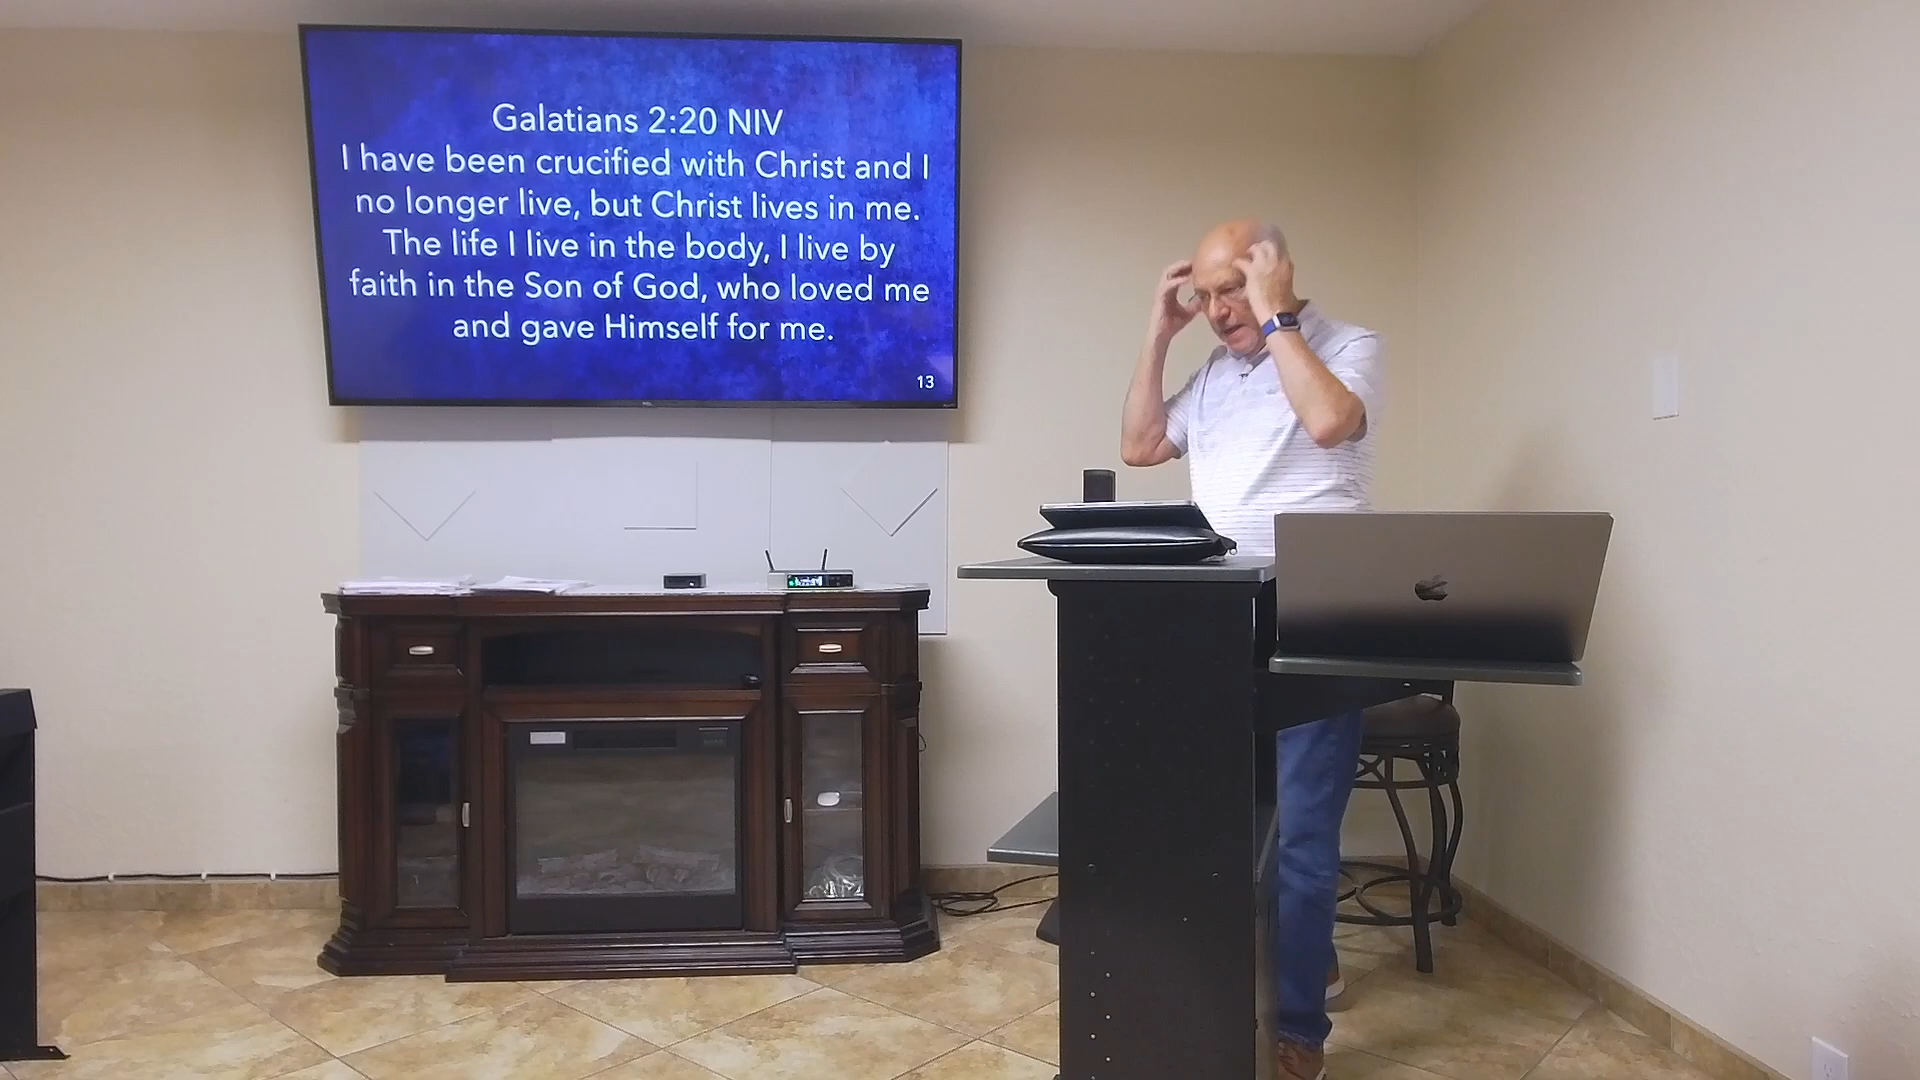 Galatians 2:20 NIV
I have been crucified with Christ and I
no longer live, but Christ lives in me.
The life I live in the body, I live by
faith in the Son of God, who loved me
and gave Himself for me.
13